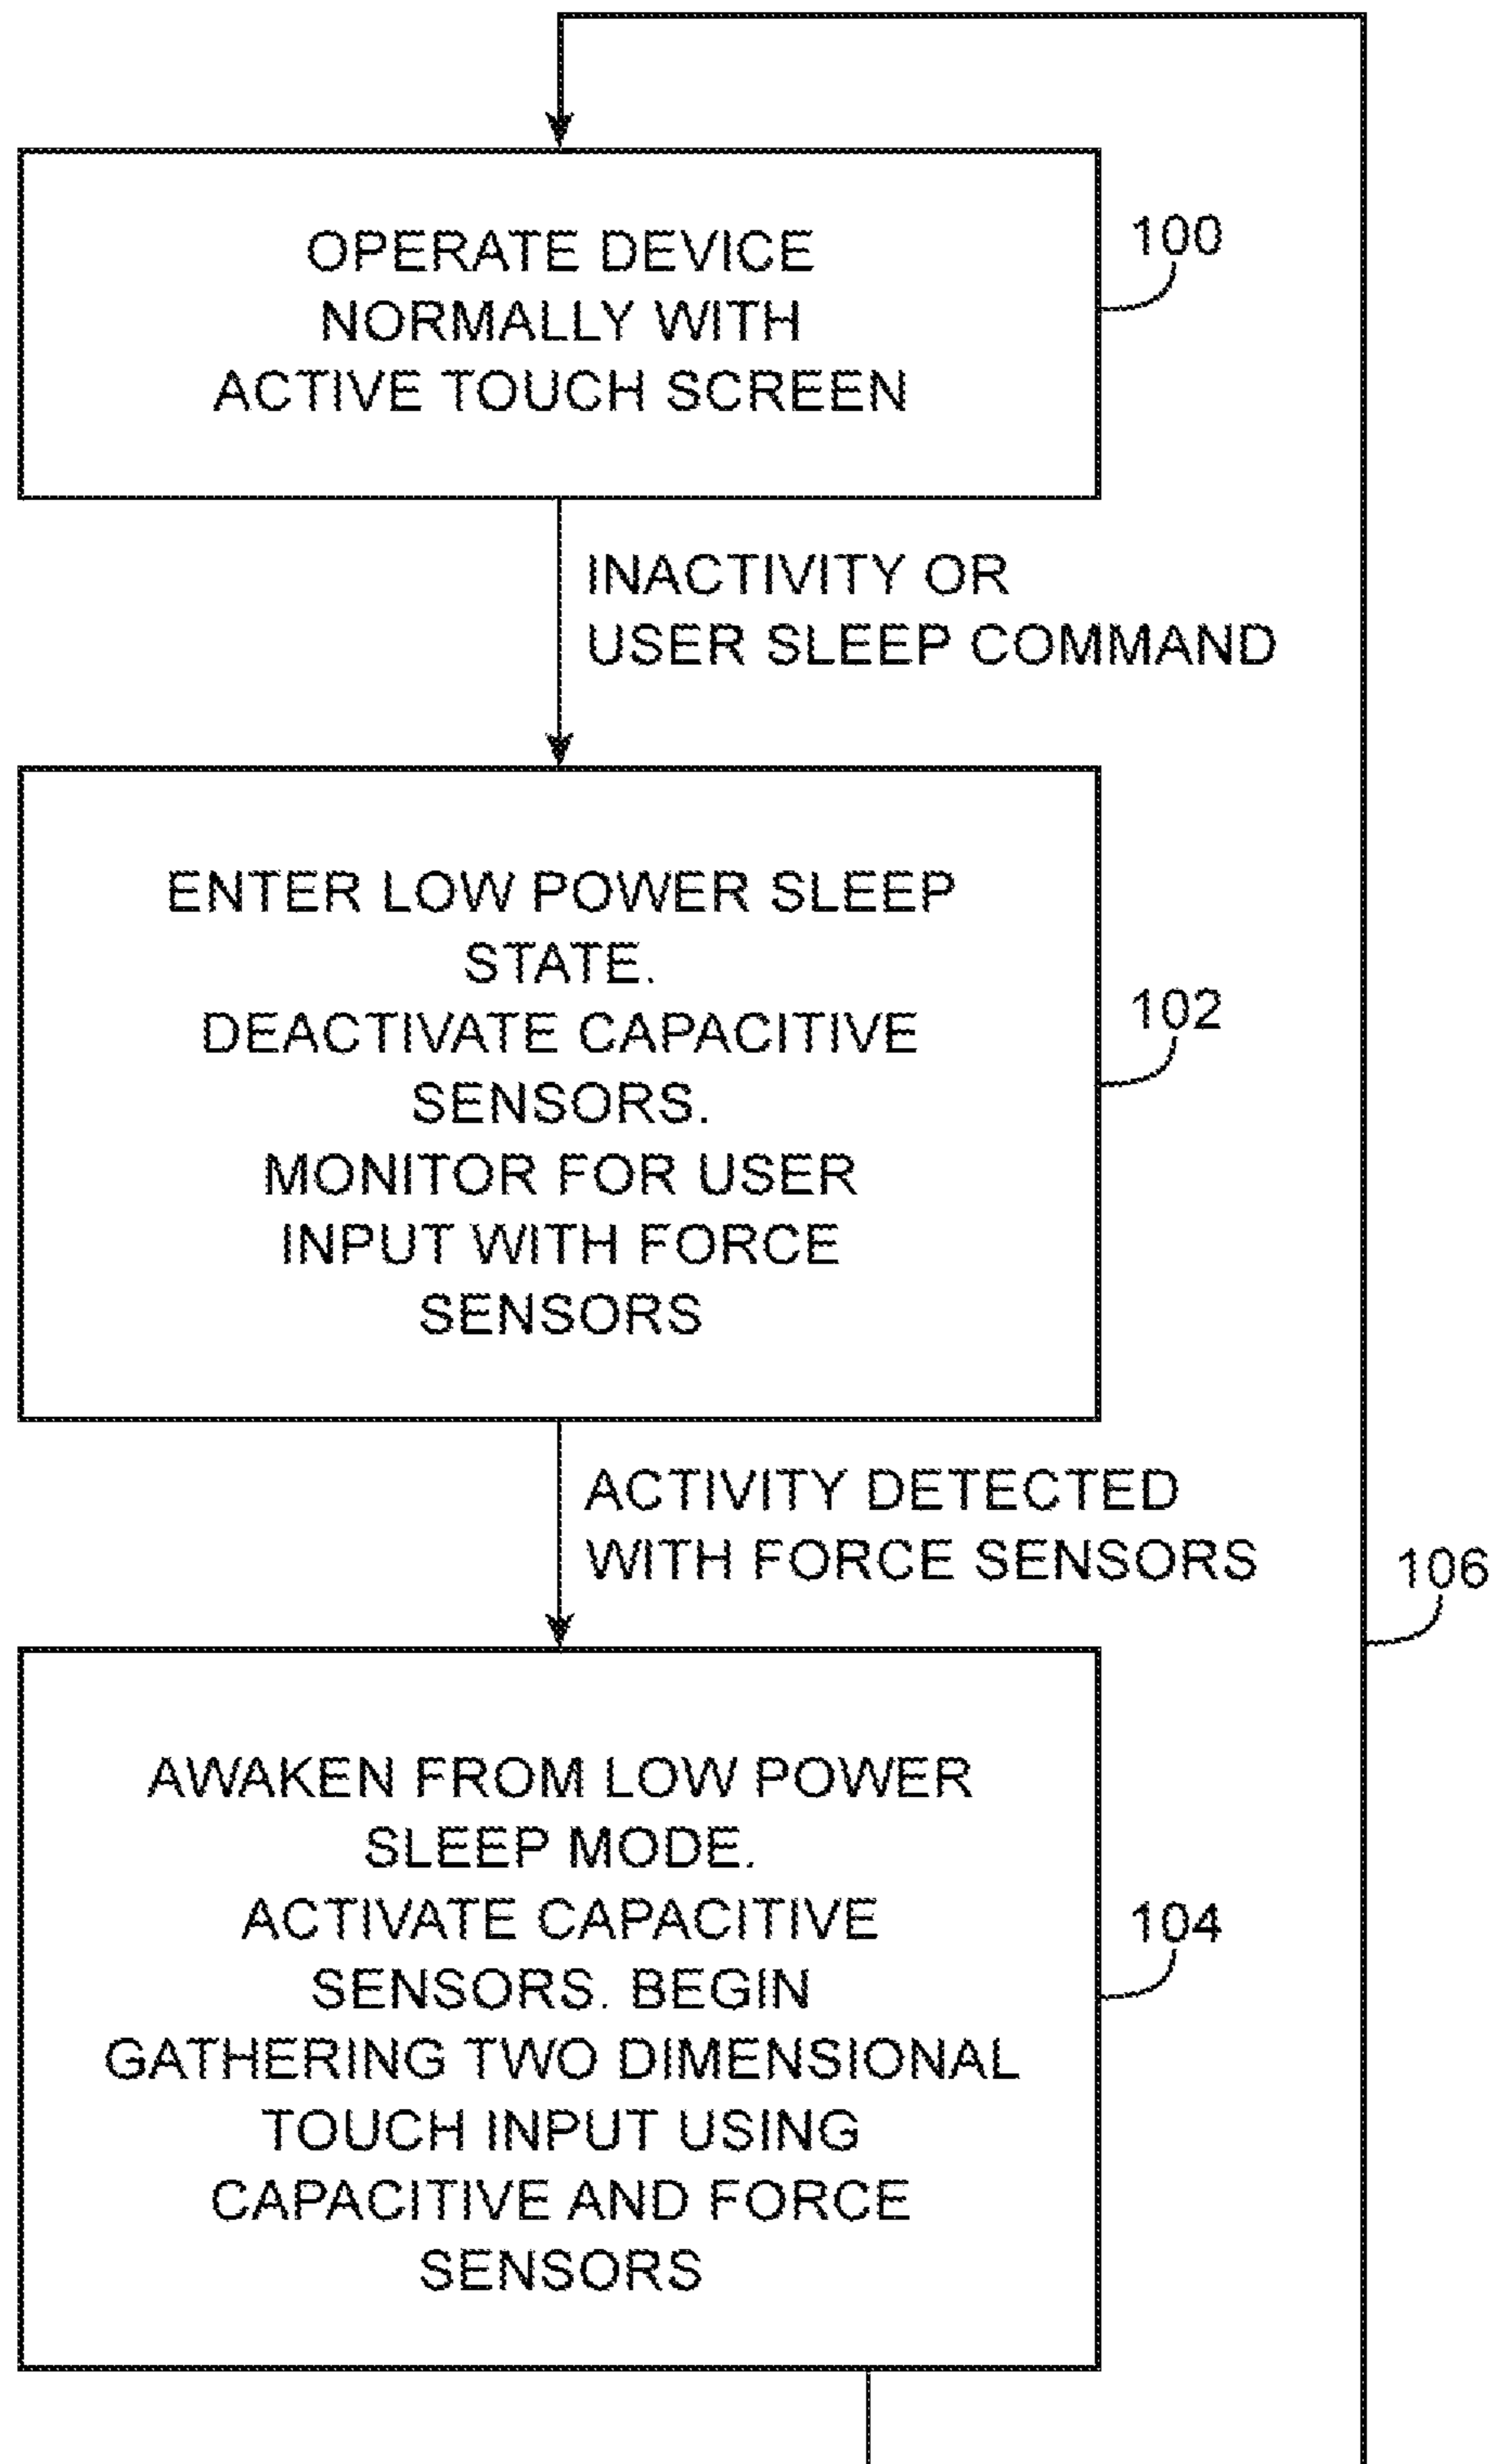 OPERATE DEVICE
NORMALLY WITH
ACTIVE TOUCH SCREEN
100
INACTIVITY OR
USER SLEEP COMMAND
ENTER LOW POWER SLEEP
STATE.
DEACTIVATE CAPACITIVE
SENSORS.
MONITOR FOR USER
INPUT WITH FORCE
SENSORS
102
ACTIVITY DETECTED
WITH FORCE SENSORS
106
AWAKEN FROM LOW POWER
SLEEP MODE.
ACTIVATE CAPACITIVE
SENSORS. BEGIN
GATHERING TWO DIMENSIONAL
TOUCH INPUT USING
CAPACITIVE AND FORCE
SENSORS
104